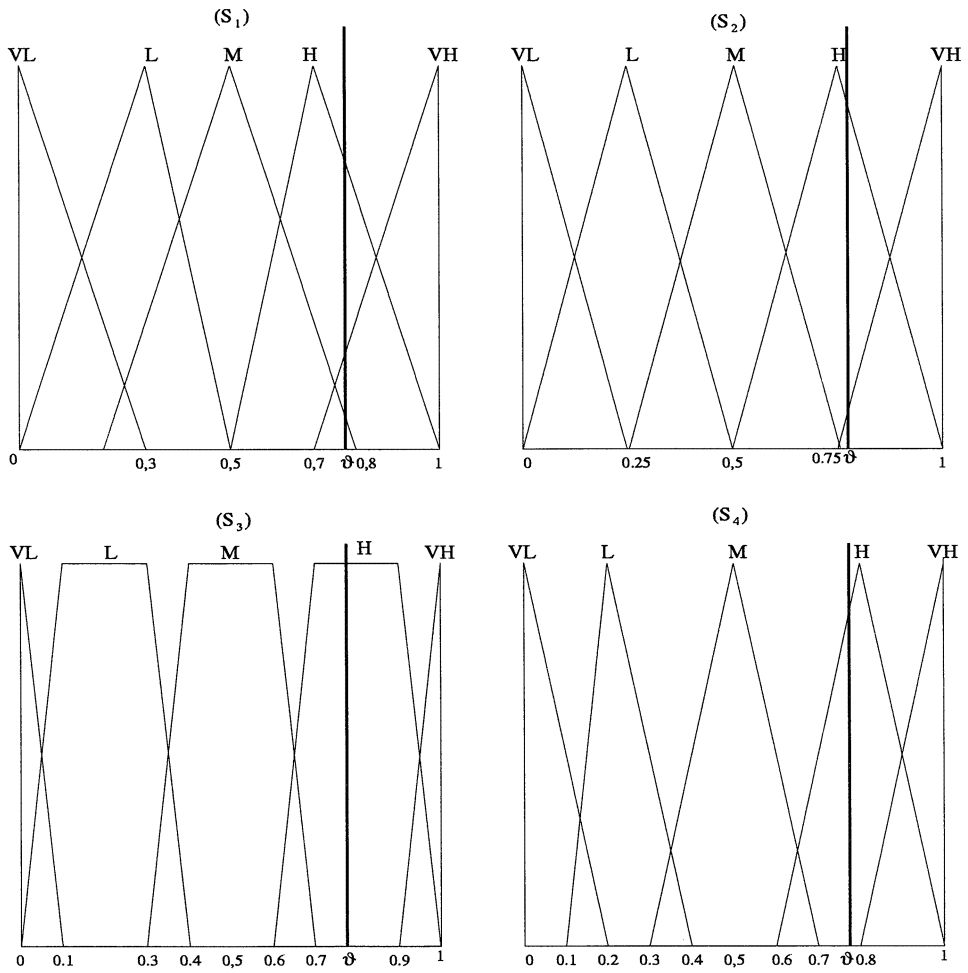 (S1)
VL L M H VH
0 0,3 0,5 0,7 ϑ 0,8 1
(S2)
VL L M H VH
0 0.25 0,5 0.75 ϑ 1
(S3)
VL L M H VH
0 0.1 0.3 0.4 0,5 0.6 0.7 ϑ 0.9 1
(S4)
VL L M H VH
0 0.1 0.2 0.3 0.4 0,5 0.6 0.7 ϑ 0.8 1